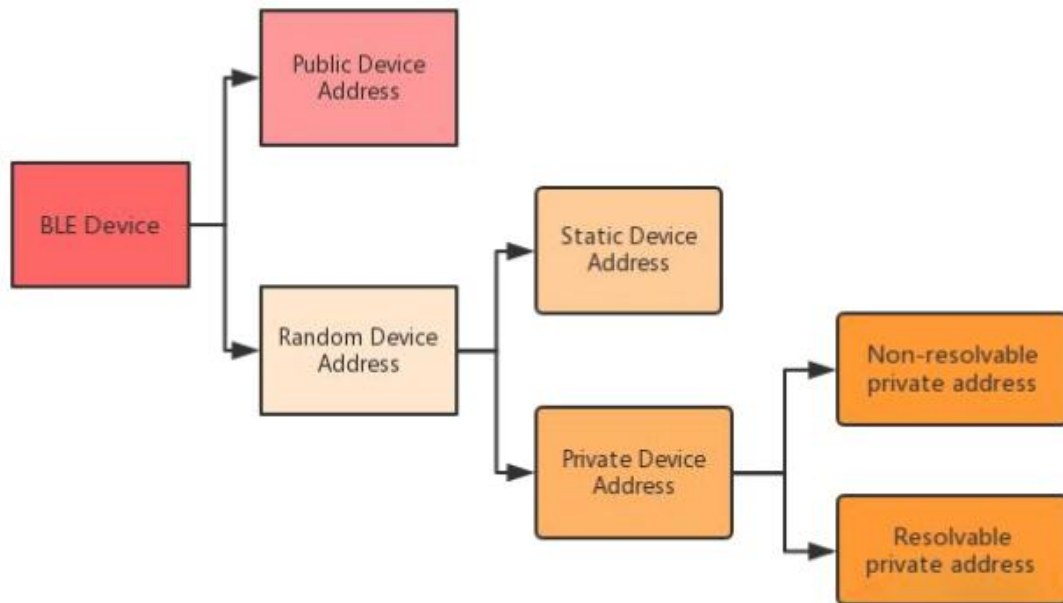 Public Device
Address
BLE Device
Static Device
Address
Random Device
Address
Non-resolvable
private address
Private Device
Address
Resolvable
private address